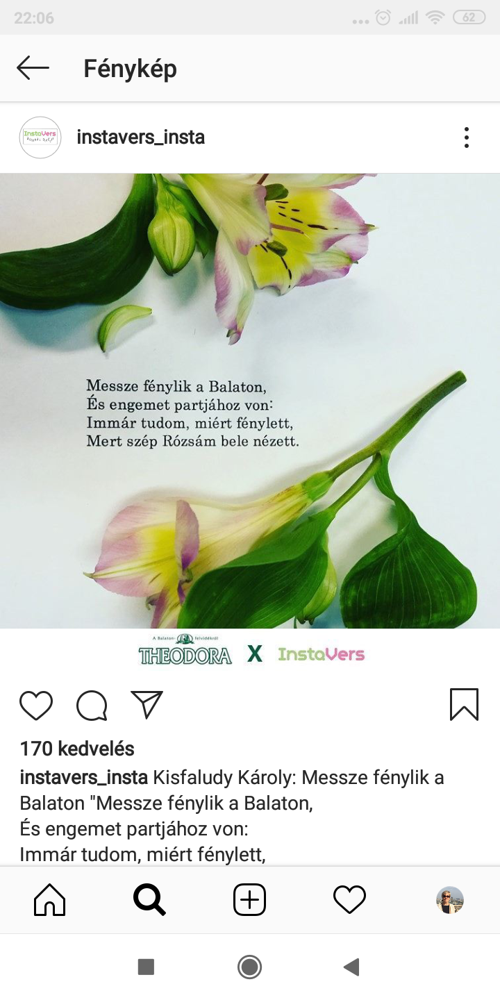 22:06
62
Fénykép
InstaVers
instavers_insta
Messze fénylik a Balaton,
És engemet partjához von:
Immár tudom, miért fénylett,
Mert szép Rózsám bele nézett.
A Balaton- felvidékről
THEODORA X InstaVers
170 kedvelés
instavers_insta Kisfaludy Károly: Messze fénylik a
Balaton "Messze fénylik a Balaton,
És engemet partjához von:
Immár tudom, miért fénylett,